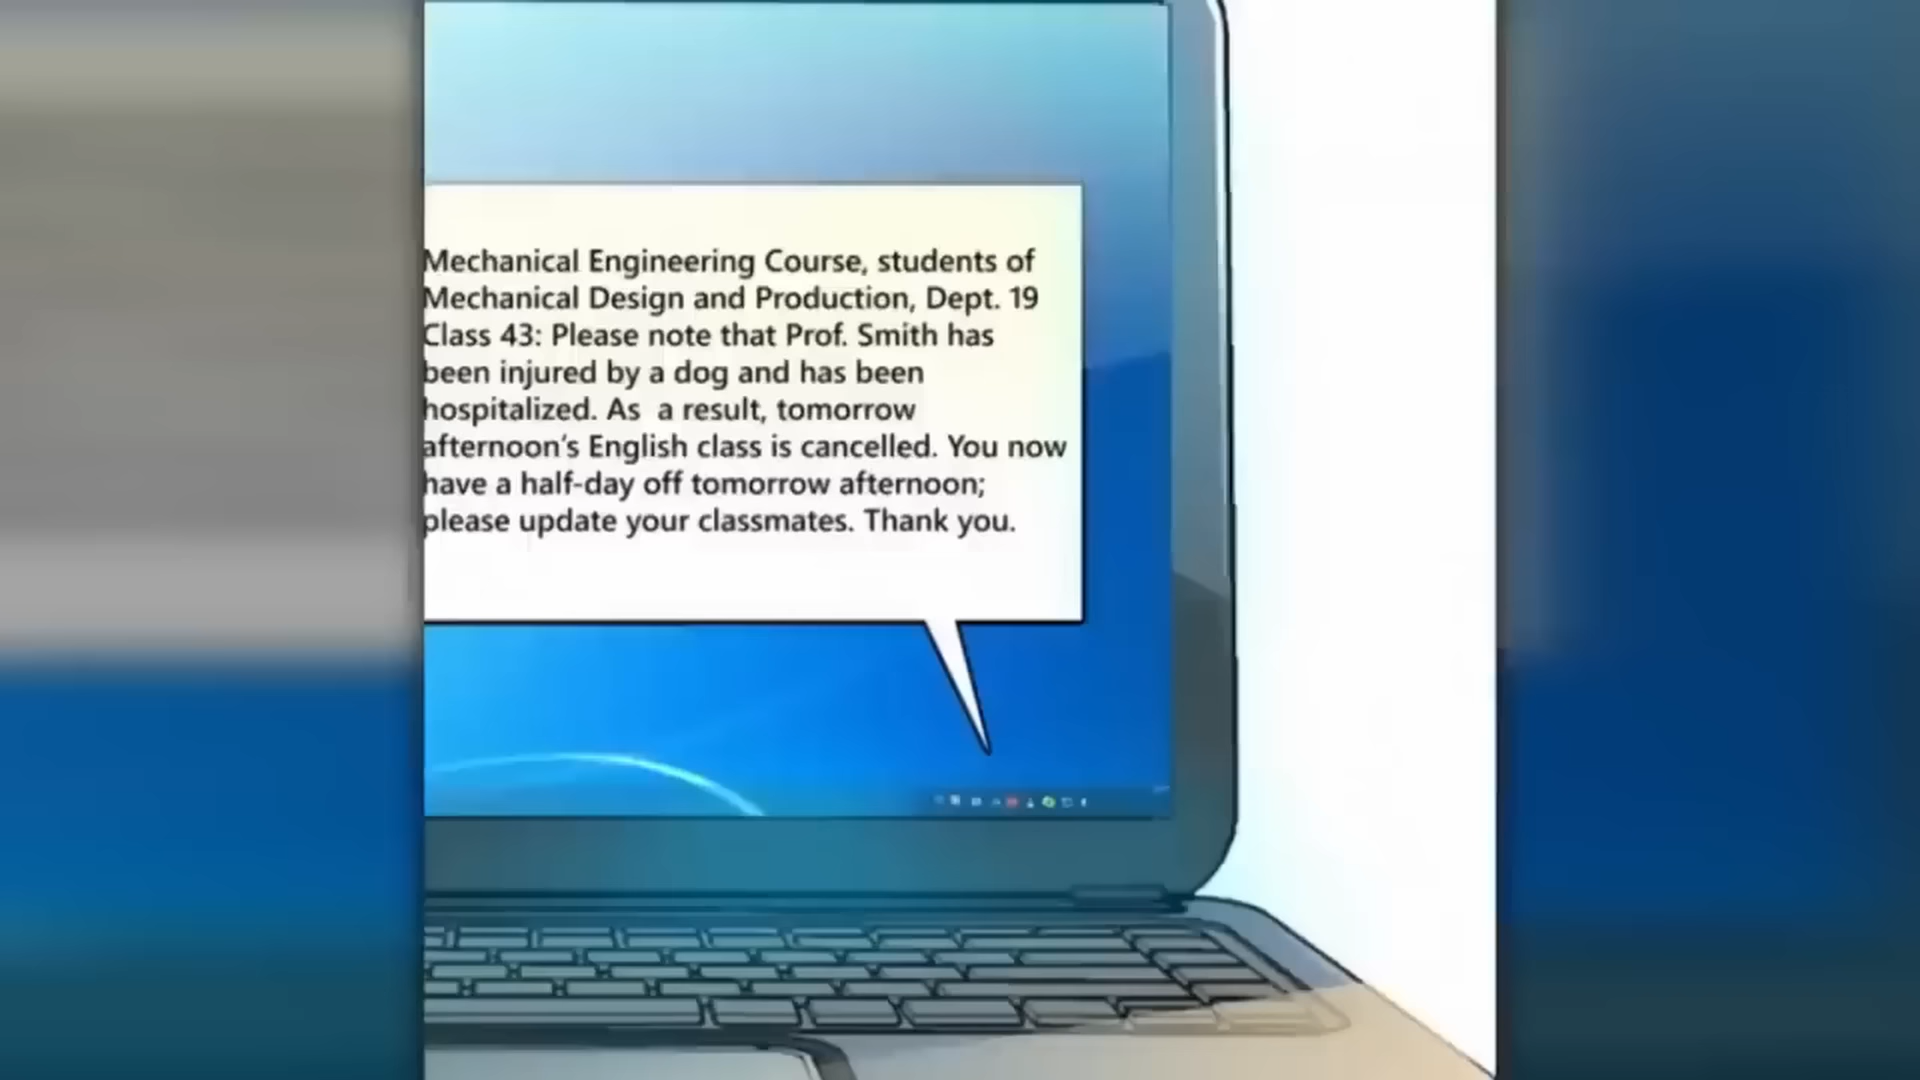 Mechanical Engineering Course, students of
Mechanical Design and Production, Dept. 19
Class 43: Please note that Prof. Smith has
been injured by a dog and has been
hospitalized. As  a result, tomorrow
afternoon's English class is cancelled. You now
have a half-day off tomorrow afternoon;
please update your classmates. Thank you.